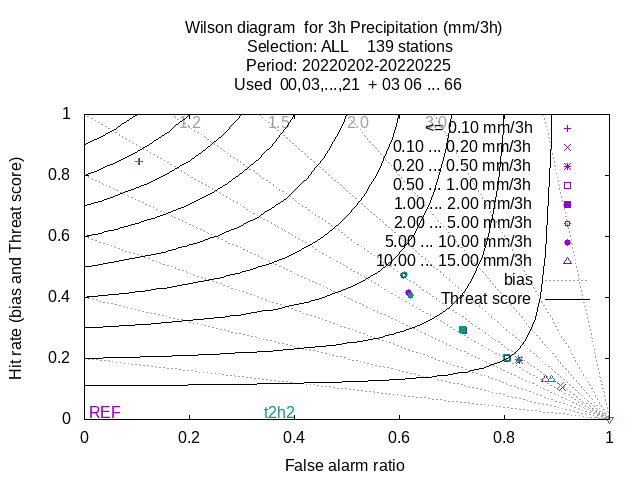 Wilson diagram  for 3h Precipitation (mm/3h)
Selection: ALL    139 stations
Period: 20220202-20220225
Used  00,03,...,21  + 03 06 ... 66
1.2 1.5 2.0 3.0
<= 0.10 mm/3h
0.10 ... 0.20 mm/3h
0.20 ... 0.50 mm/3h
0.50 ... 1.00 mm/3h
1.00 ... 2.00 mm/3h
2.00 ... 5.00 mm/3h
5.00 ... 10.00 mm/3h
10.00 ... 15.00 mm/3h
bias
Threat score
Hit rate (bias and Threat score)
1
0.8
0.6
0.4
0.2
0
REF t2h2
0 0.2 0.4 0.6 0.8 1
False alarm ratio